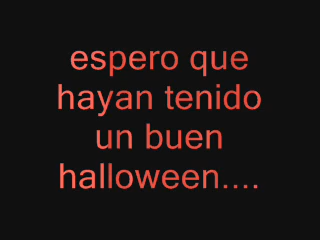 espero que
hayan tenido
un buen
halloween....